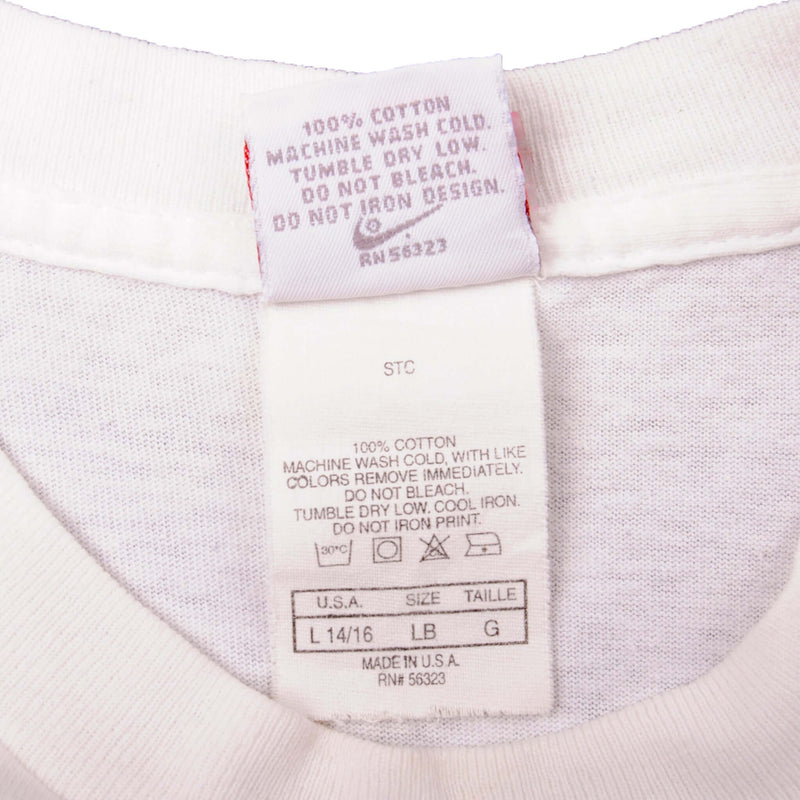 100% COTTON
MACHINE WASH COLD.
TUMBLE DRY LOW.
DO NOT BLEACH.
DO NOT IRON DESIGN.
RN 56323
STC
100% COTTON
MACHINE WASH COLD, WITH LIKE
COLORS REMOVE IMMEDIATELY.
DO NOT BLEACH.
TUMBLE DRY LOW. COOL IRON.
DO NOT IRON PRINT.
30°C
U.S.A. SIZE TAILLE
L 14/16 LB G
MADE IN U.S.A.
RN# 56323